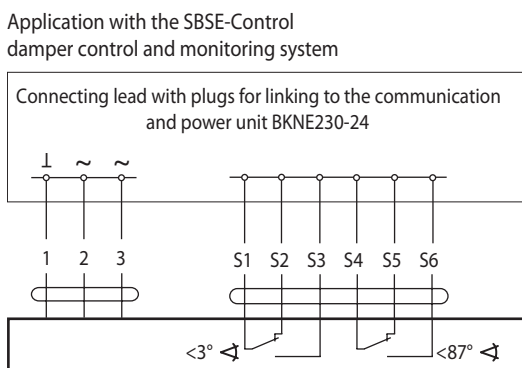 Application with the SBSE-Control
damper control and monitoring system
Connecting lead with plugs for linking to the communication
and power unit BKNE230-24
⊥ ~ ~
1 2 3 S1 S2 S3 S4 S5 S6
<3° <87°